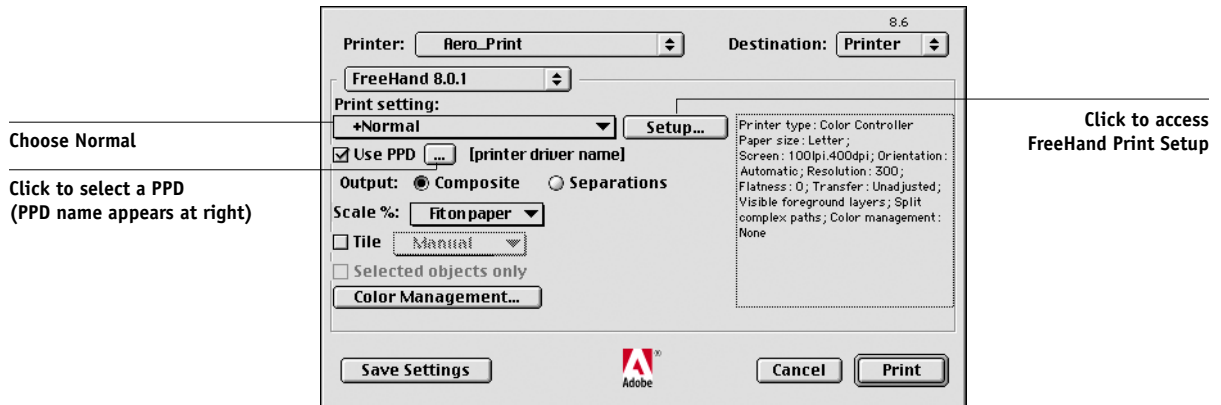 8.6
Printer: Aero_Print Destination: Printer
FreeHand 8.0.1
Print setting:
+Normal Setup...
Use PPD ... [printer driver name]
Output: Composite Separations
Scale %: Fit on paper
Tile Manual
Selected objects only
Color Management...
Printer type: Color Controller
Paper size: Letter;
Screen: 100lpi.400dpi; Orientation:
Automatic; Resolution: 300;
Flatness: 0; Transfer: Unadjusted;
Visible foreground layers; Split
complex paths; Color management:
None
Save Settings Adobe® Cancel Print
Choose Normal
Click to select a PPD
(PPD name appears at right)
Click to access
FreeHand Print Setup